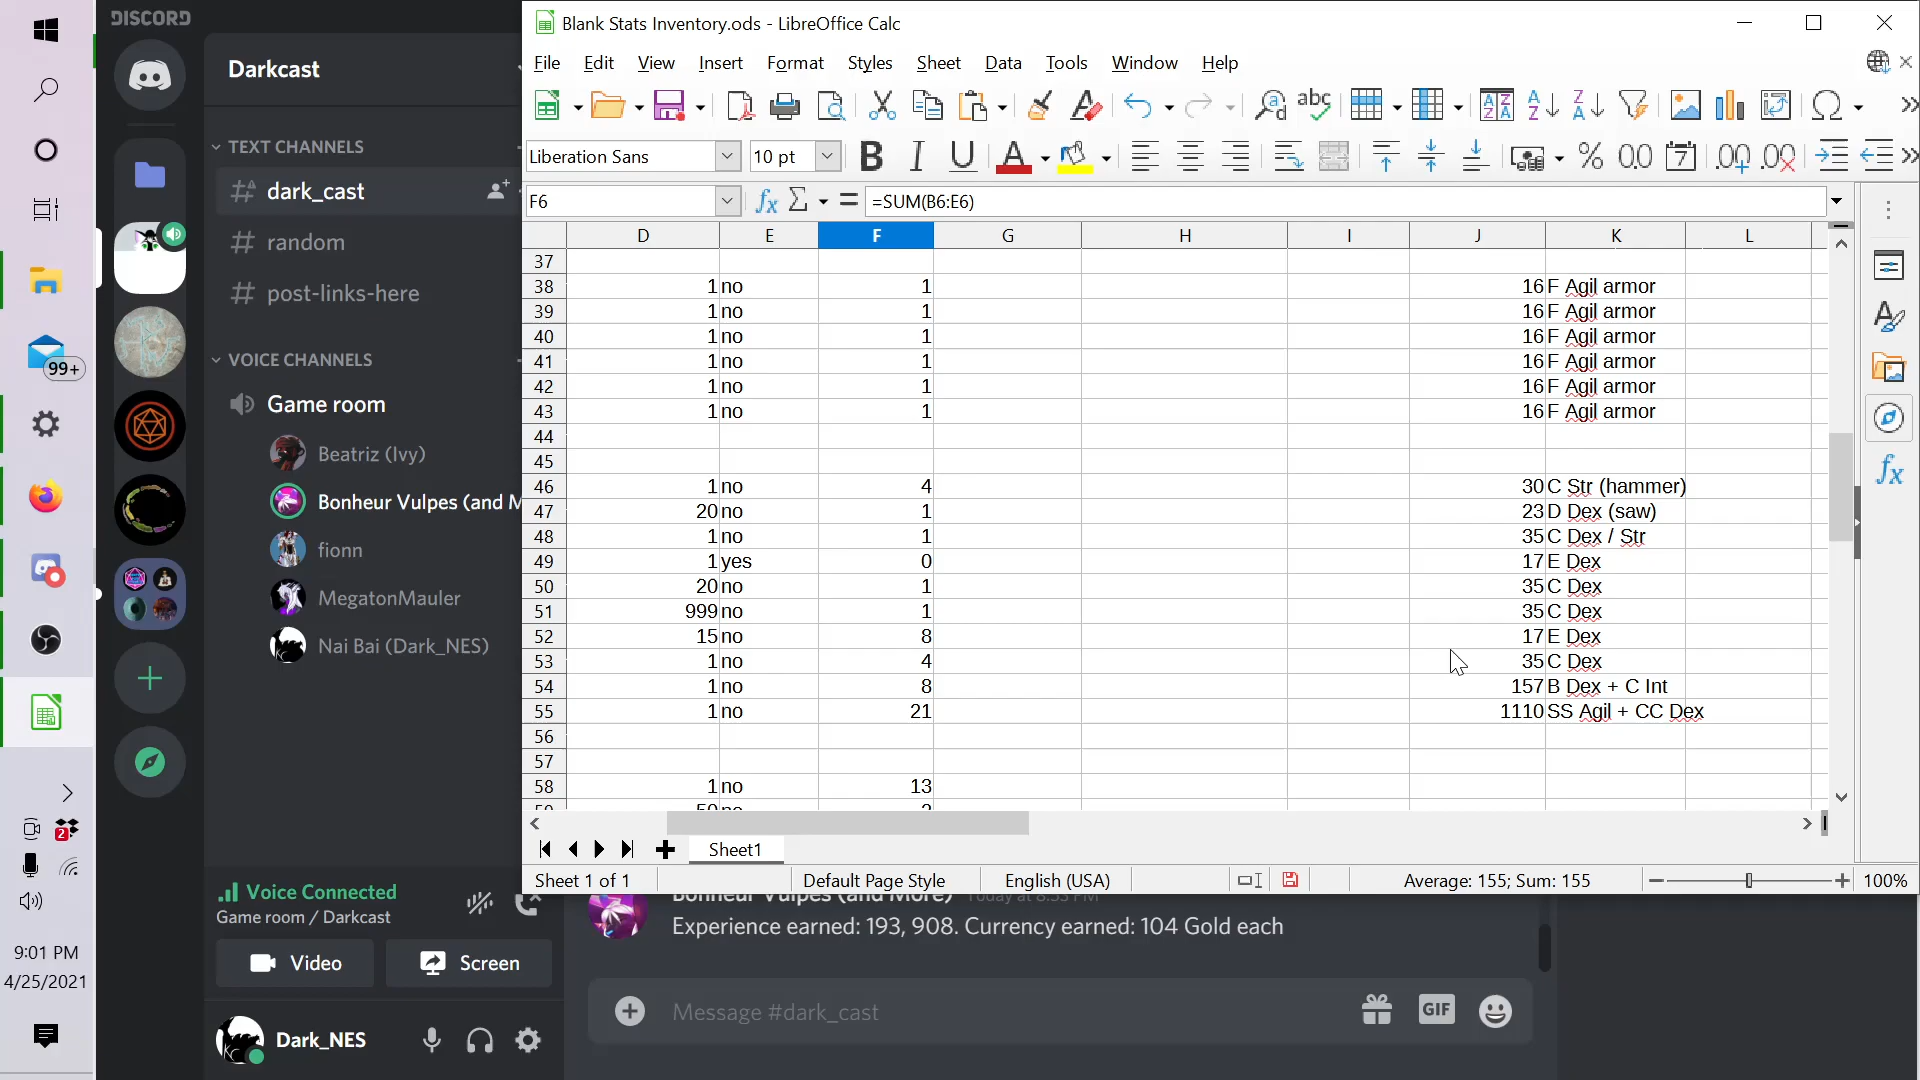 DISCORD
Darkcast
TEXT CHANNELS
dark_cast
random
post-links-here
VOICE CHANNELS
Game room
Beatriz (Ivy)
Bonheur Vulpes (and M
fionn
MegatonMauler
Nai Bai (Dark_NES)
99+
2
9:01 PM
4/25/2021
Voice Connected
Game room / Darkcast
Video
Screen
Dark_NES
Blank Stats Inventory.ods - LibreOffice Calc
File Edit View Insert Format Styles Sheet Data Tools Window Help
Liberation Sans 10 pt
F6 =SUM(B6:E6)
D E F G H I J K L
37
38 1 no 1 16 F Agil armor
39 1 no 1 16 F Agil armor
40 1 no 1 16 F Agil armor
41 1 no 1 16 F Agil armor
42 1 no 1 16 F Agil armor
43 1 no 1 16 F Agil armor
44
45
46 1 no 4 30 C Str (hammer)
47 20 no 1 23 D Dex (saw)
48 1 no 1 35 C Dex / Str
49 1 yes 0 17 E Dex
50 20 no 1 35 C Dex
51 999 no 1 35 C Dex
52 15 no 8 17 E Dex
53 1 no 4 35 C Dex
54 1 no 8 157 B Dex + C Int
55 1 no 21 1110 SS Agil + CC Dex
56
57
58 1 no 13
Sheet1
Sheet 1 of 1 Default Page Style English (USA) Average: 155; Sum: 155 100%
Bonheur Vulpes (and More) Today at 8:53 PM
Experience earned: 193, 908. Currency earned: 104 Gold each
Message #dark_cast
GIF